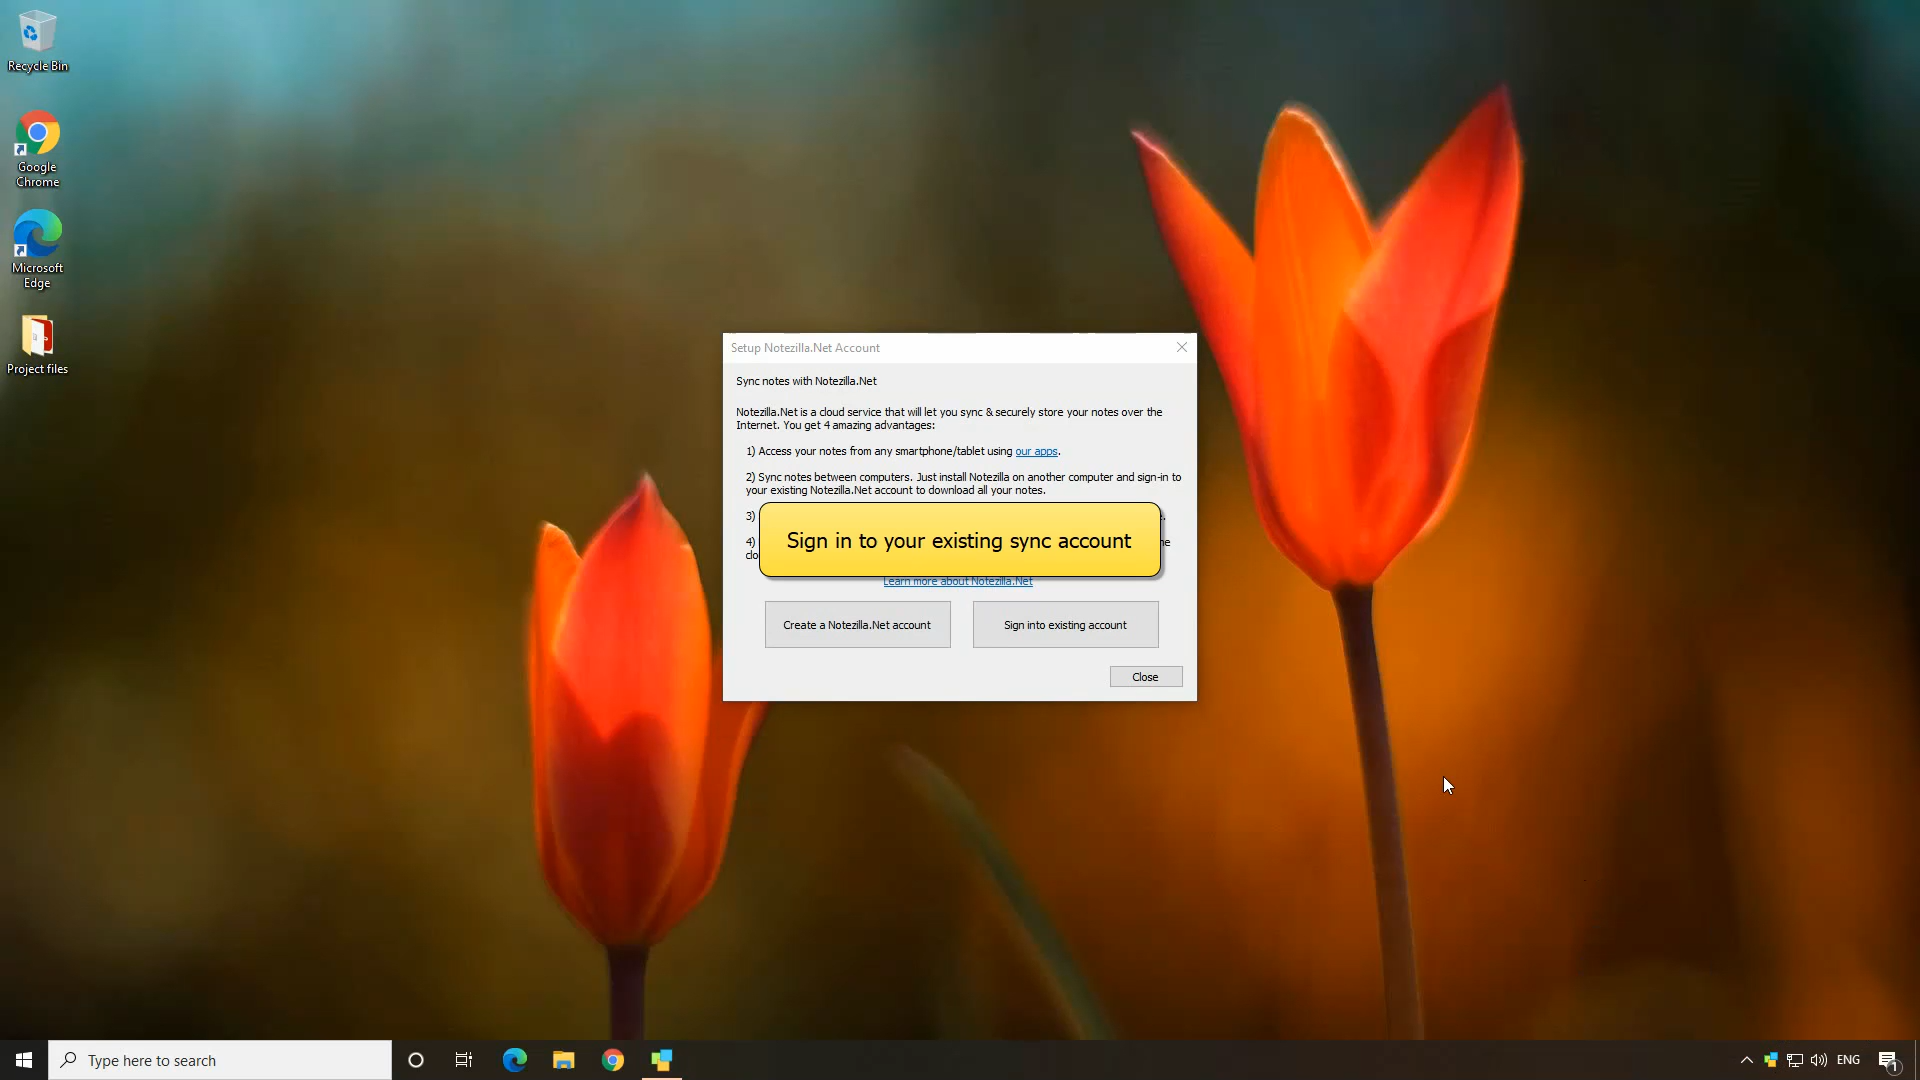 Recycle Bin
Google
Chrome
Microsoft
Edge
Project files
Setup Notezilla.Net Account
Sync notes with Notezilla.Net
Notezilla.Net is a cloud service that will let you sync & securely store your notes over the
Internet. You get 4 amazing advantages:
1) Access your notes from any smartphone/tablet using our apps.
2) Sync notes between computers. Just install Notezilla on another computer and sign-in to
your existing Notezilla.Net account to download all your notes.
3)
4)
Sign in to your existing sync account
Learn more about Notezilla.Net
Create a Notezilla.Net account
Sign into existing account
Close
Type here to search
ENG
1